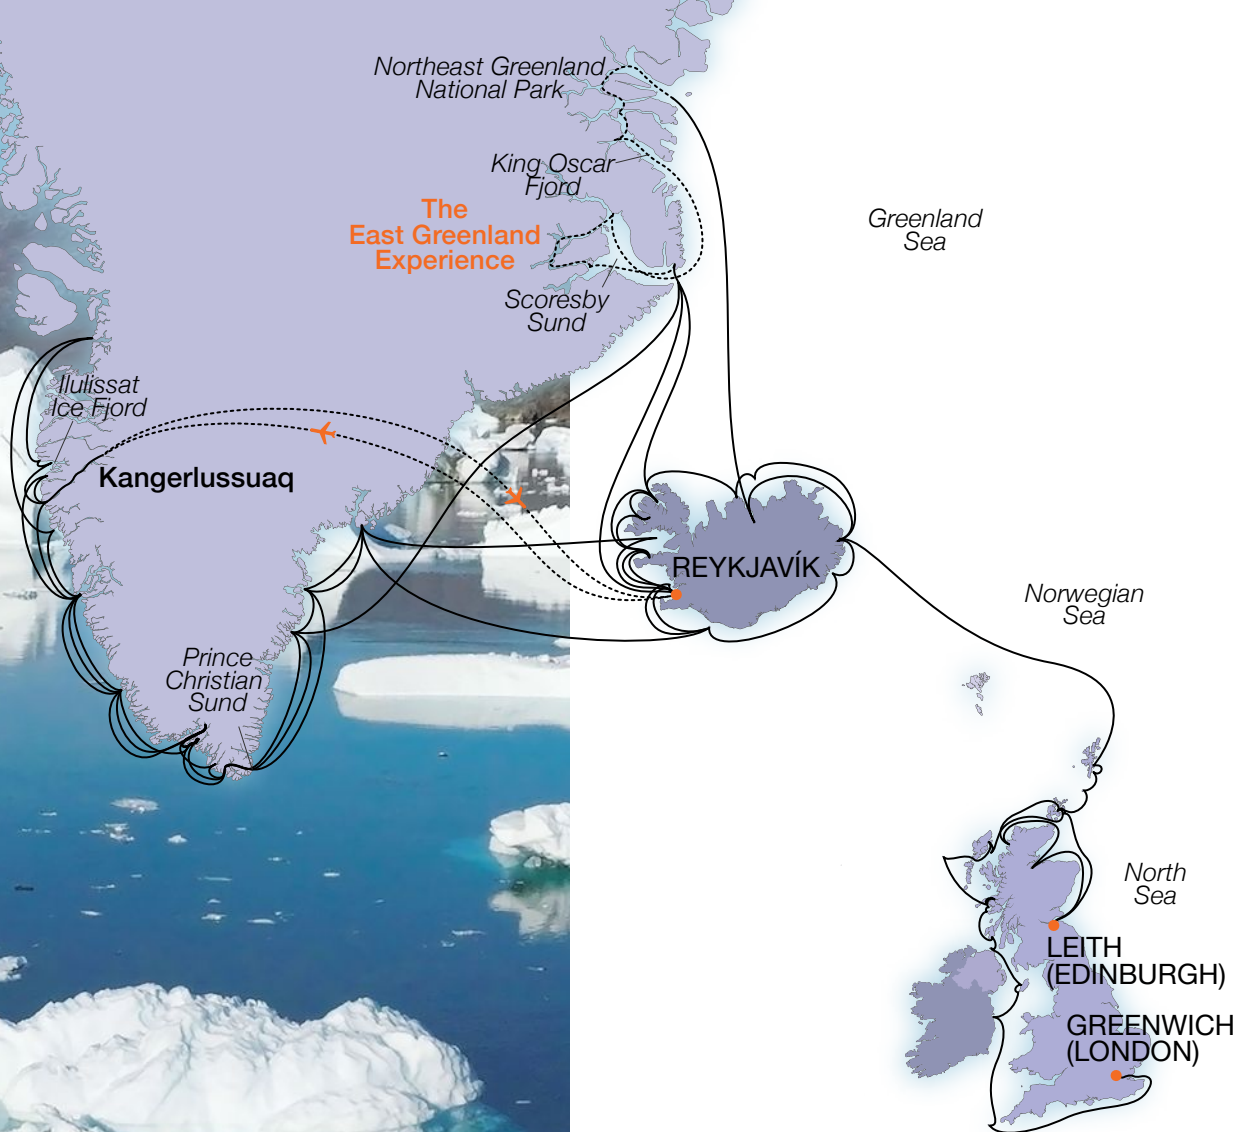 Northeast Greenland
National Park
King Oscar
Fjord
The
East Greenland
Experience
Scoresby
Sund
Greenland
Sea
Ilulissat
Ice Fjord
Kangerlussuaq
REYKJAVÍK
Norwegian
Sea
Prince
Christian
Sund
North
Sea
LEITH
(EDINBURGH)
GREENWICH
(LONDON)